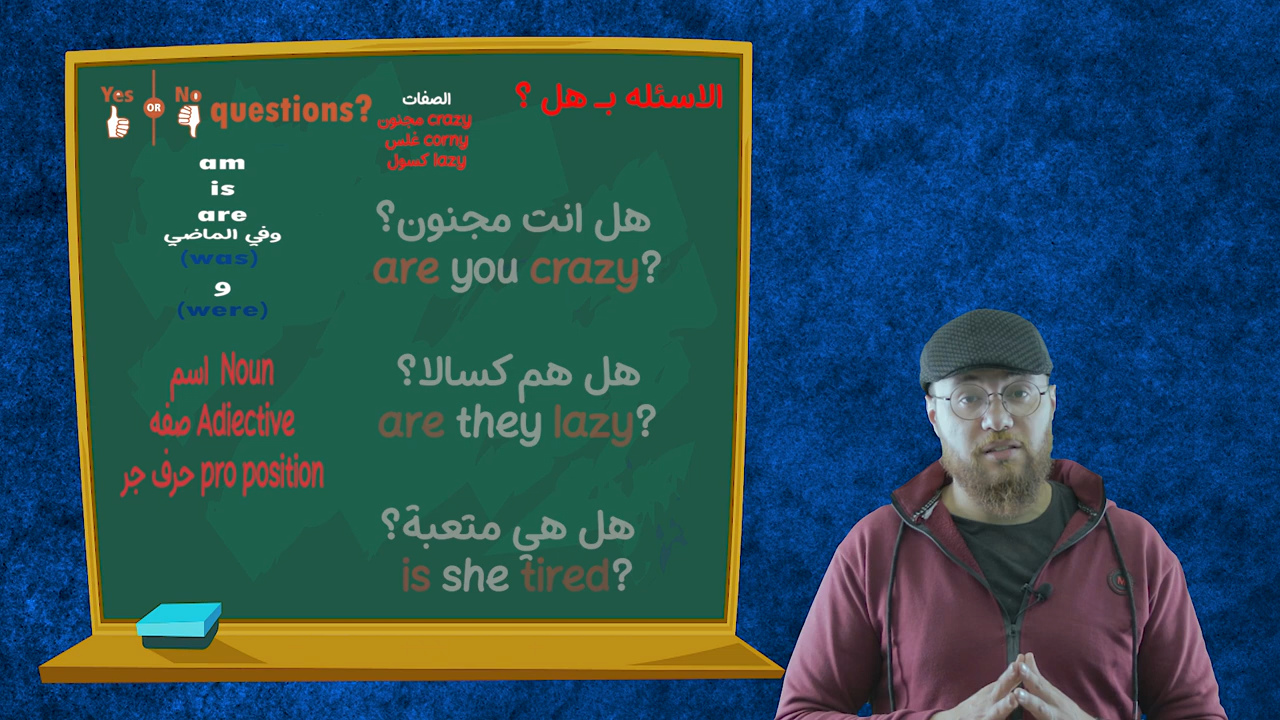 Yes OR No questions?
الصفات
الاسئله بـ هل ؟
crazy مجنون
corny غلس
lazy كسول
am
is
are
وفي الماضي
(was)
و
(were)
Noun اسم
Adiective صفه
pro position حرف جر
هل انت مجنون؟
are you crazy?
هل هم كسالا؟
are they lazy?
هل هي متعبة؟
is she tired?